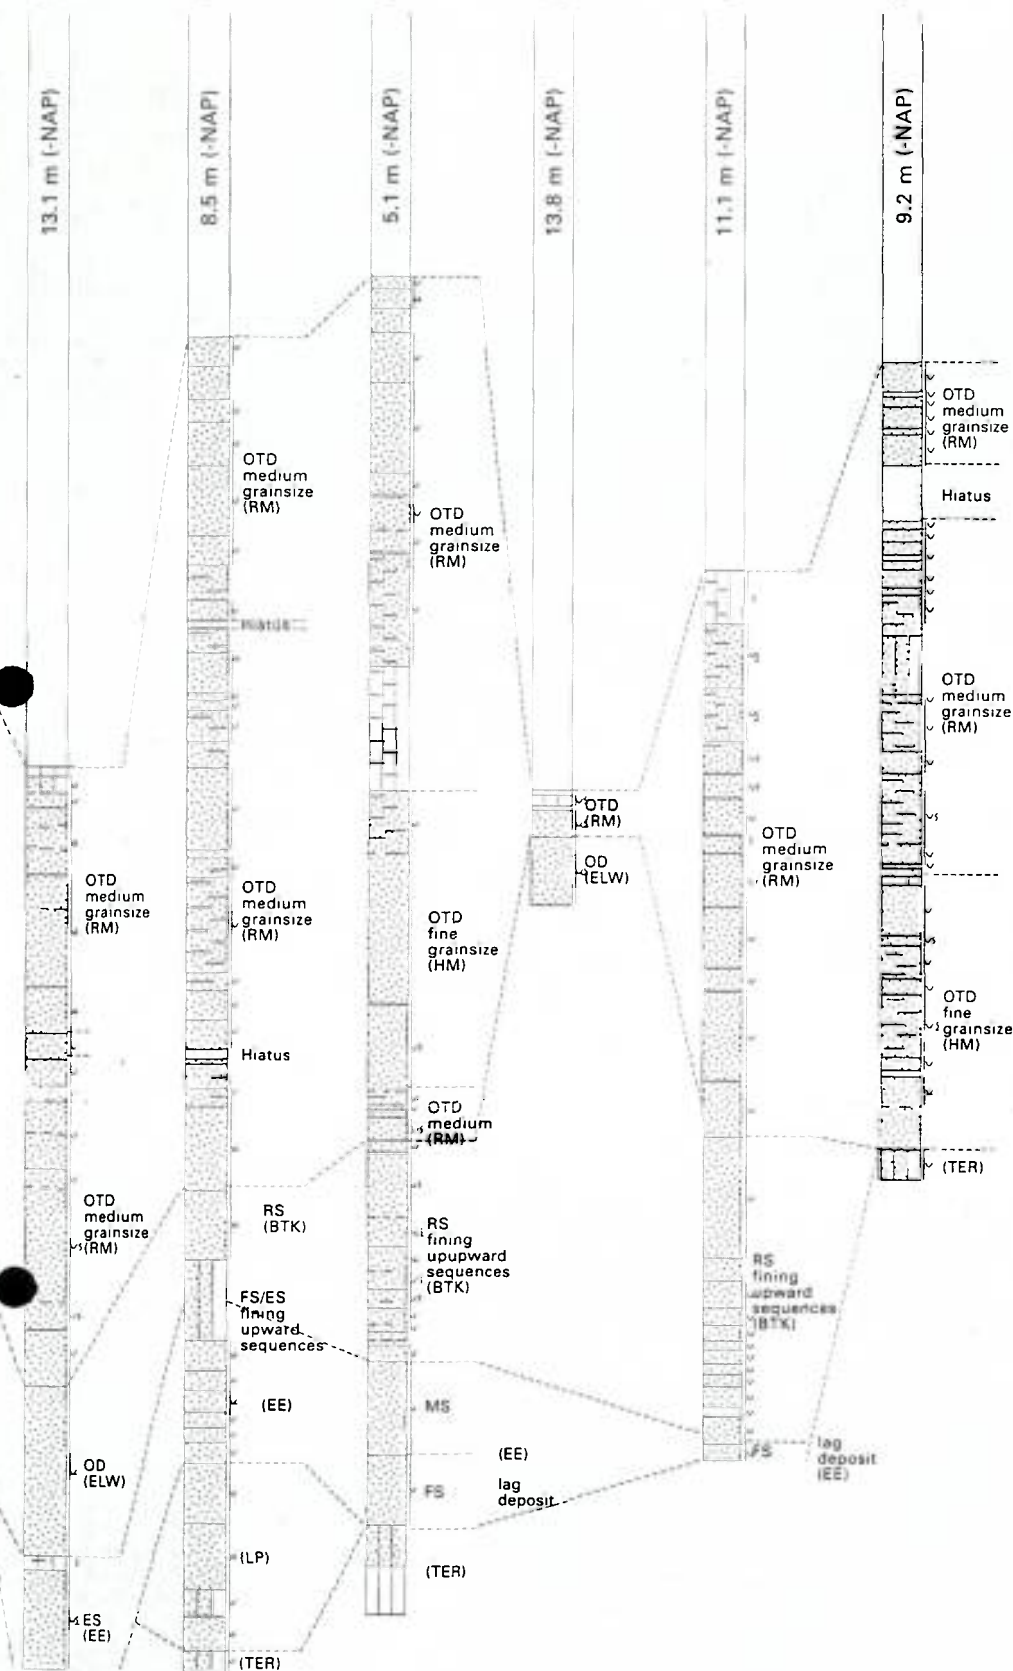 13.1 m (-NAP)
8.5 m (-NAP)
5.1 m (-NAP)
13.8 m (-NAP)
11.1 m (-NAP)
9.2 m (-NAP)
OTD
medium
grainsize
(RM)
OTD
medium
grainsize
(RM)
OD
(ELW)
ES
(EE)
OTD
medium
grainsize
(RM)
Hiatus
OTD
medium
grainsize
(RM)
Hiatus
RS
(BTK)
FS/ES
fining
upward
sequences
(EE)
(LP)
(TER)
OTD
medium
grainsize
(RM)
OTD
fine
grainsize
(HM)
OTD
medium
(RM)
RS
fining
upupward
sequences
(BTK)
MS
(EE)
FS
lag
deposit
(TER)
OTD
(RM)
OD
(ELW)
OTD
medium
grainsize
(RM)
RS
fining
upward
sequences
(BTK)
FS
lag
deposit
(EE)
OTD
medium
grainsize
(RM)
Hiatus
OTD
medium
grainsize
(RM)
OTD
fine
grainsize
(HM)
(TER)